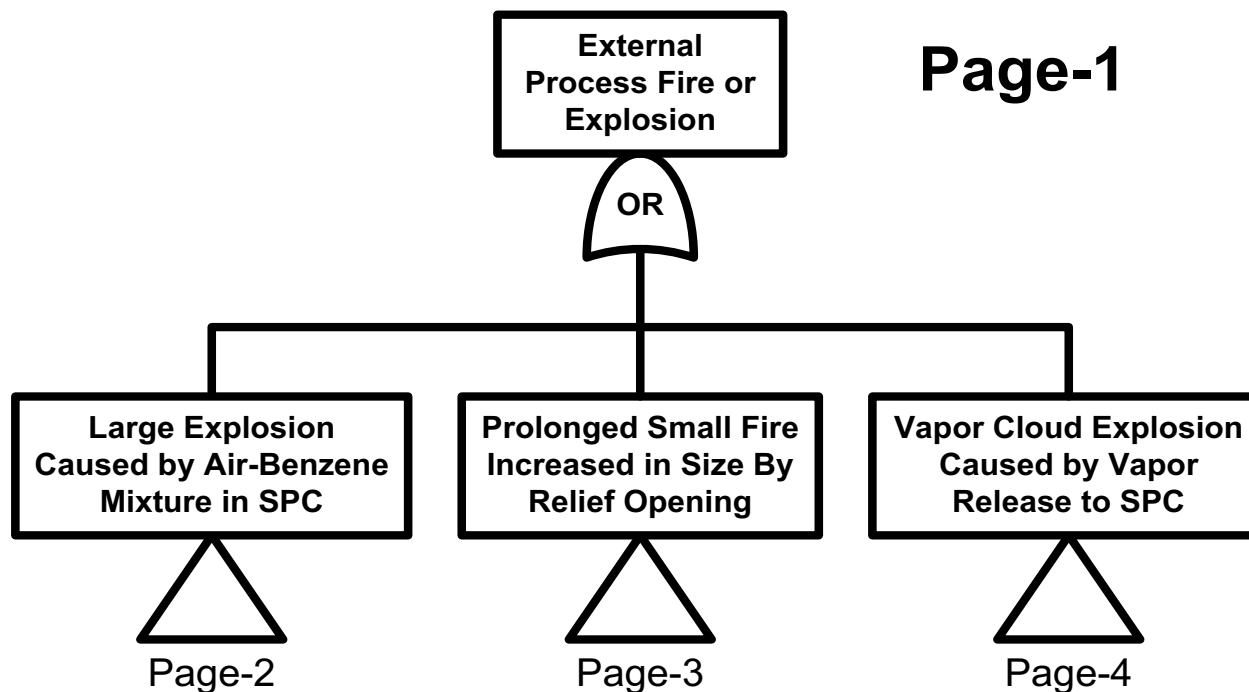 External
Process Fire or
Explosion
Page-1
OR
Large Explosion
Caused by Air-Benzene
Mixture in SPC
Prolonged Small Fire
Increased in Size By
Relief Opening
Vapor Cloud Explosion
Caused by Vapor
Release to SPC
Page-2
Page-3
Page-4